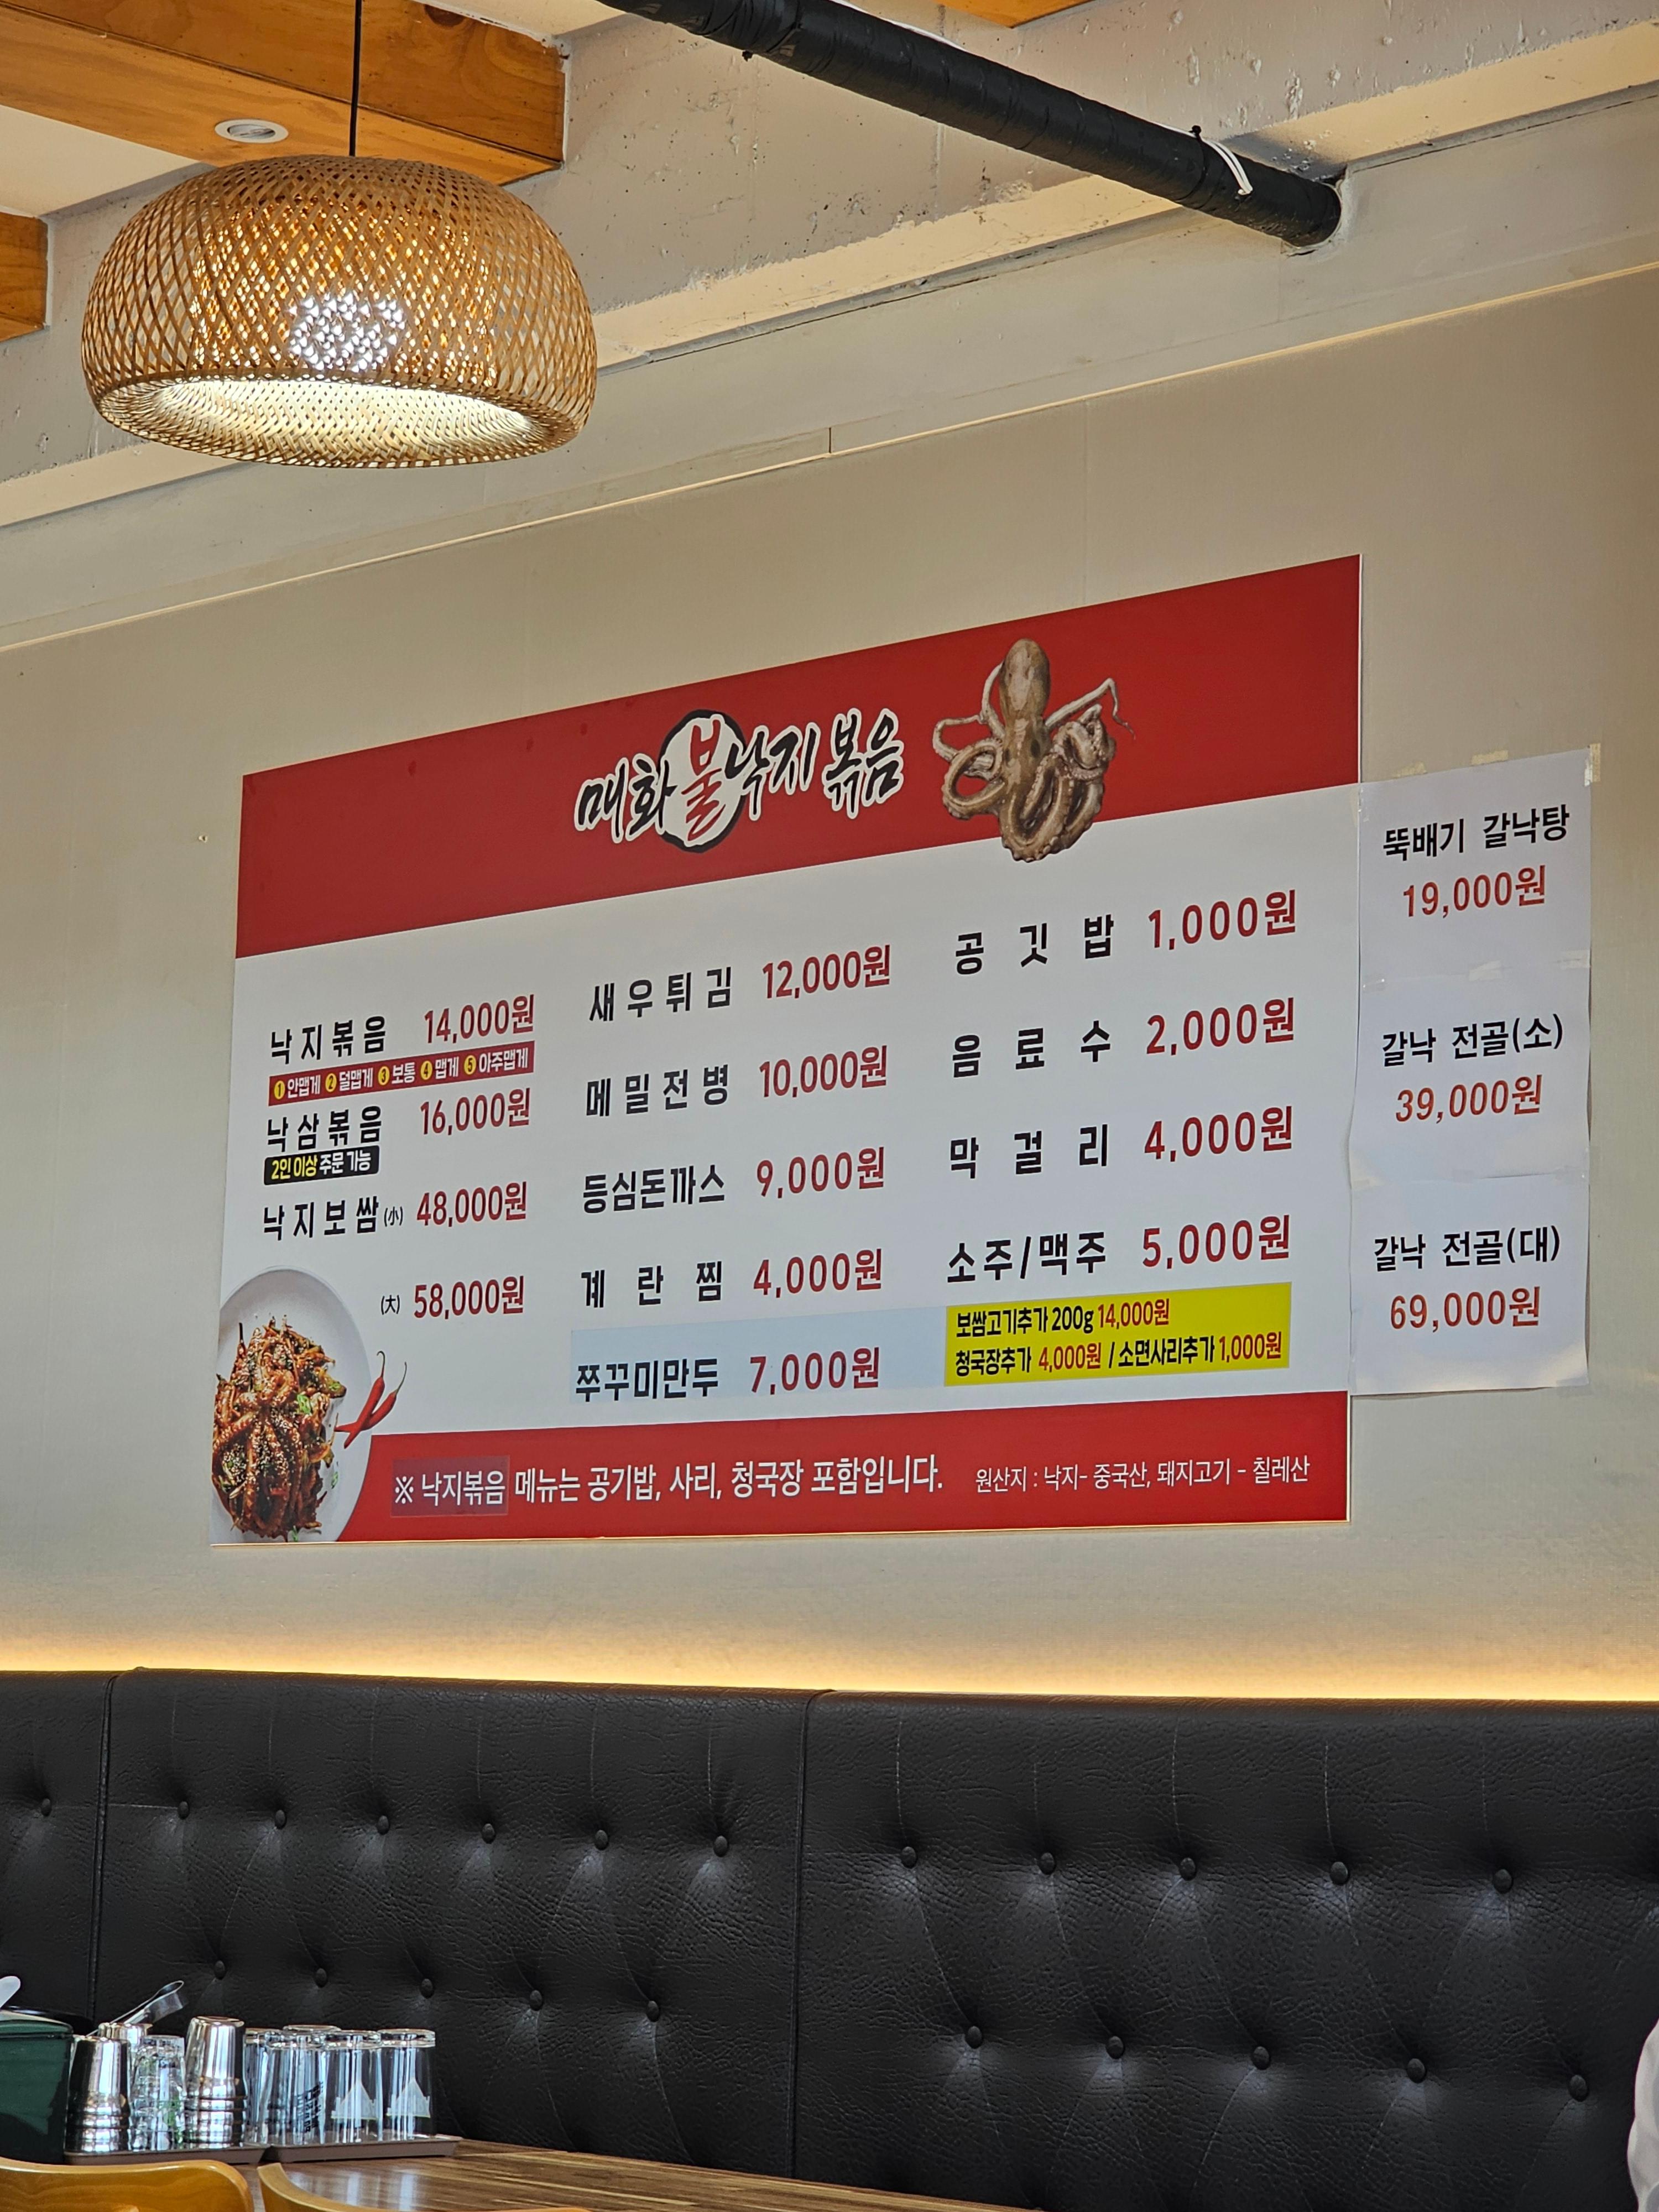 매화불낙지볶음
낙지볶음 14,000원
1 안맵게 2 덜맵게 3 보통 4 맵게 5 아주맵게
낙삼볶음 16,000원
2인 이상 주문 가능
낙지보쌈(小) 48,000원
(大) 58,000원
새우튀김 12,000원
메밀전병 10,000원
등심돈까스 9,000원
계란찜 4,000원
쭈꾸미만두 7,000원
공깃밥 1,000원
음료수 2,000원
막걸리 4,000원
소주/맥주 5,000원
보쌈고기추가 200g 14,000원
청국장추가 4,000원 / 소면사리추가 1,000원
※ 낙지볶음 메뉴는 공기밥, 사리, 청국장 포함입니다.
원산지 : 낙지- 중국산, 돼지고기 - 칠레산
뚝배기 갈낙탕
19,000원
갈낙 전골(소)
39,000원
갈낙 전골(대)
69,000원